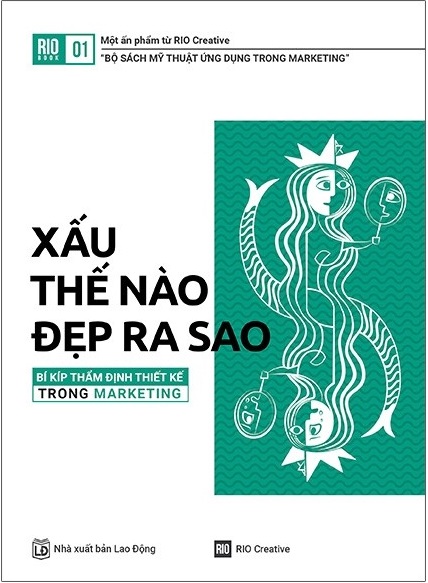 RIO
BOOK
01
Một ấn phẩm từ RIO Creative
"BỘ SÁCH MỸ THUẬT ỨNG DỤNG TRONG MARKETING"
XẤU
THẾ NÀO
ĐẸP RA SAO
BÍ KÍP THẨM ĐỊNH THIẾT KẾ
TRONG MARKETING
LĐ Nhà xuất bản Lao Động
RIO RIO Creative